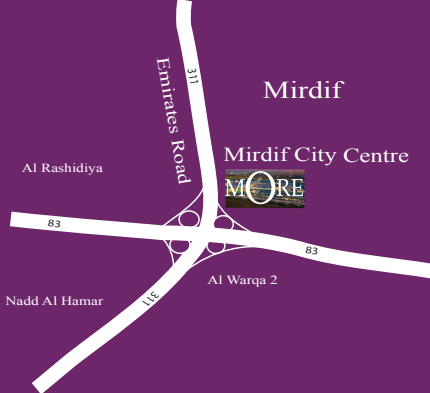 311
Emirates Road
Mirdif
Mirdif City Centre
Al Rashidiya
MORE
83
83
Al Warqa 2
Nadd Al Hamar
311